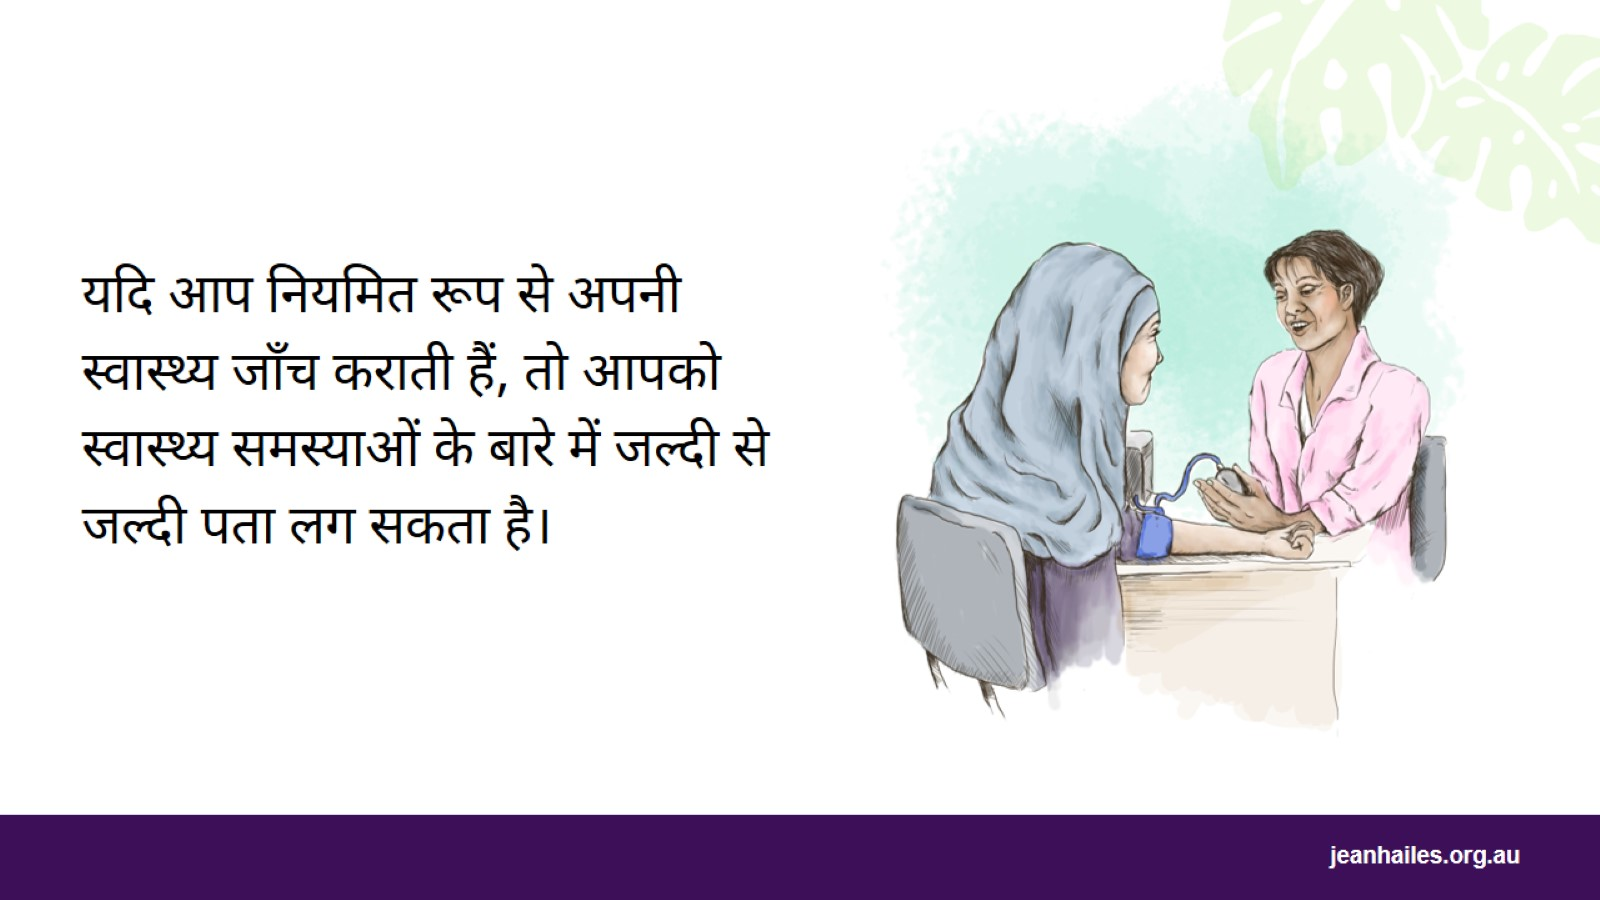 यदि आप नियमित रूप से अपनी
स्वास्थ्य जाँच कराती हैं, तो आपको
स्वास्थ्य समस्याओं के बारे में जल्दी से
जल्दी पता लग सकता है।
jeanhailes.org.au